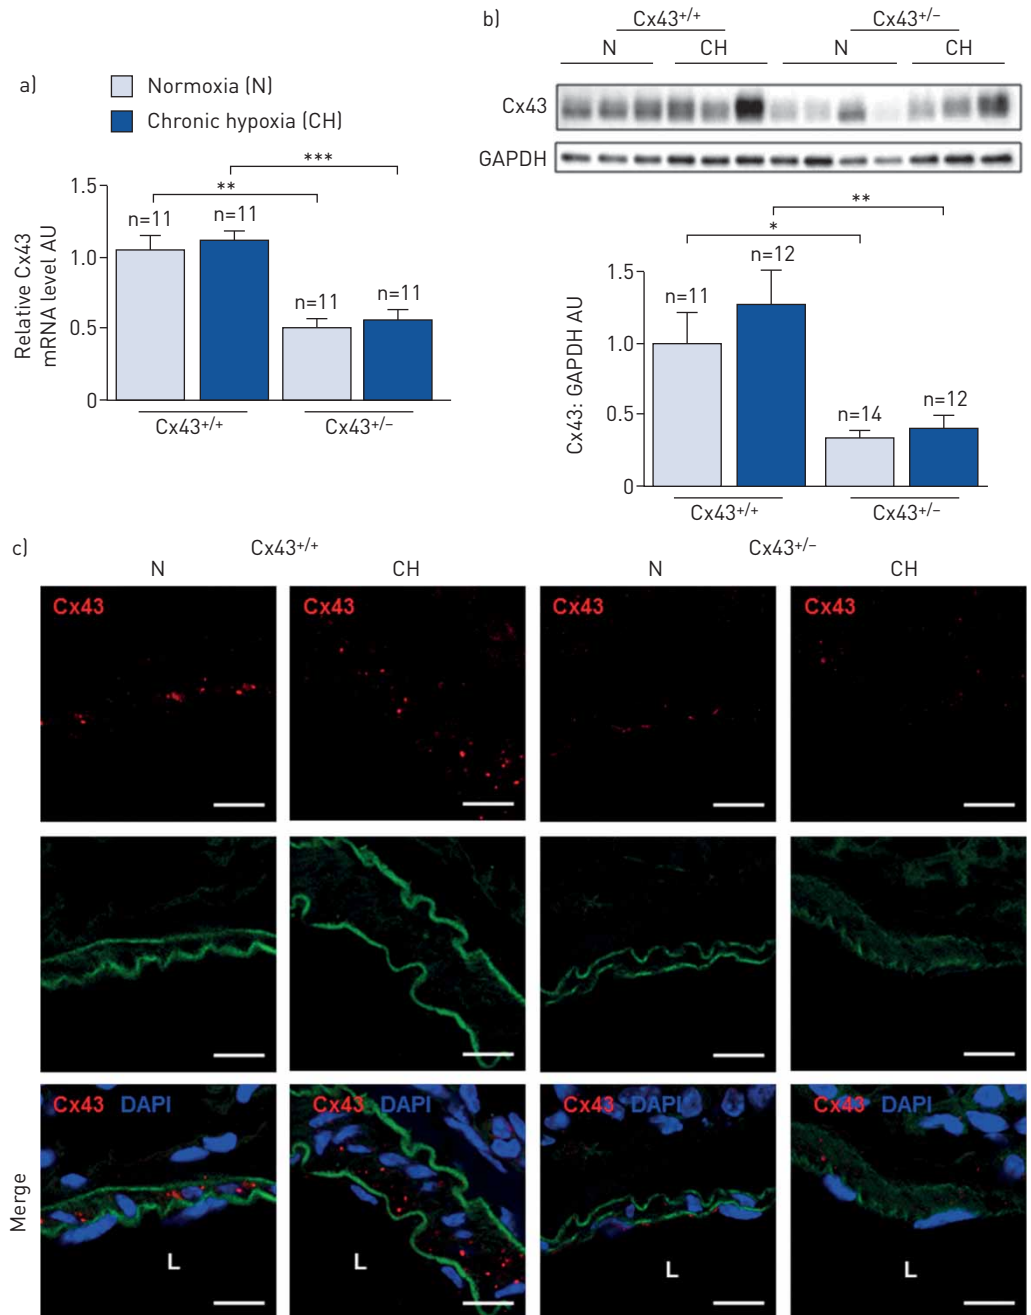 a)
Normoxia (N)
Chronic hypoxia (CH)
***
**
1.5
1.0
0.5
0
n=11
n=11
n=11
n=11
Relative Cx43
mRNA level AU
Cx43+/+
Cx43+/–
b)
Cx43+/+
Cx43+/–
N
CH
N
CH
Cx43
GAPDH
**
*
1.5
1.0
0.5
0
n=11
n=12
n=14
n=12
Cx43: GAPDH AU
Cx43+/+
Cx43+/–
c)
Cx43+/+
Cx43+/–
N
CH
N
CH
Cx43
Cx43
Cx43
Cx43
Merge
Cx43 DAPI
Cx43 DAPI
Cx43 DAPI
Cx43 DAPI
L
L
L
L